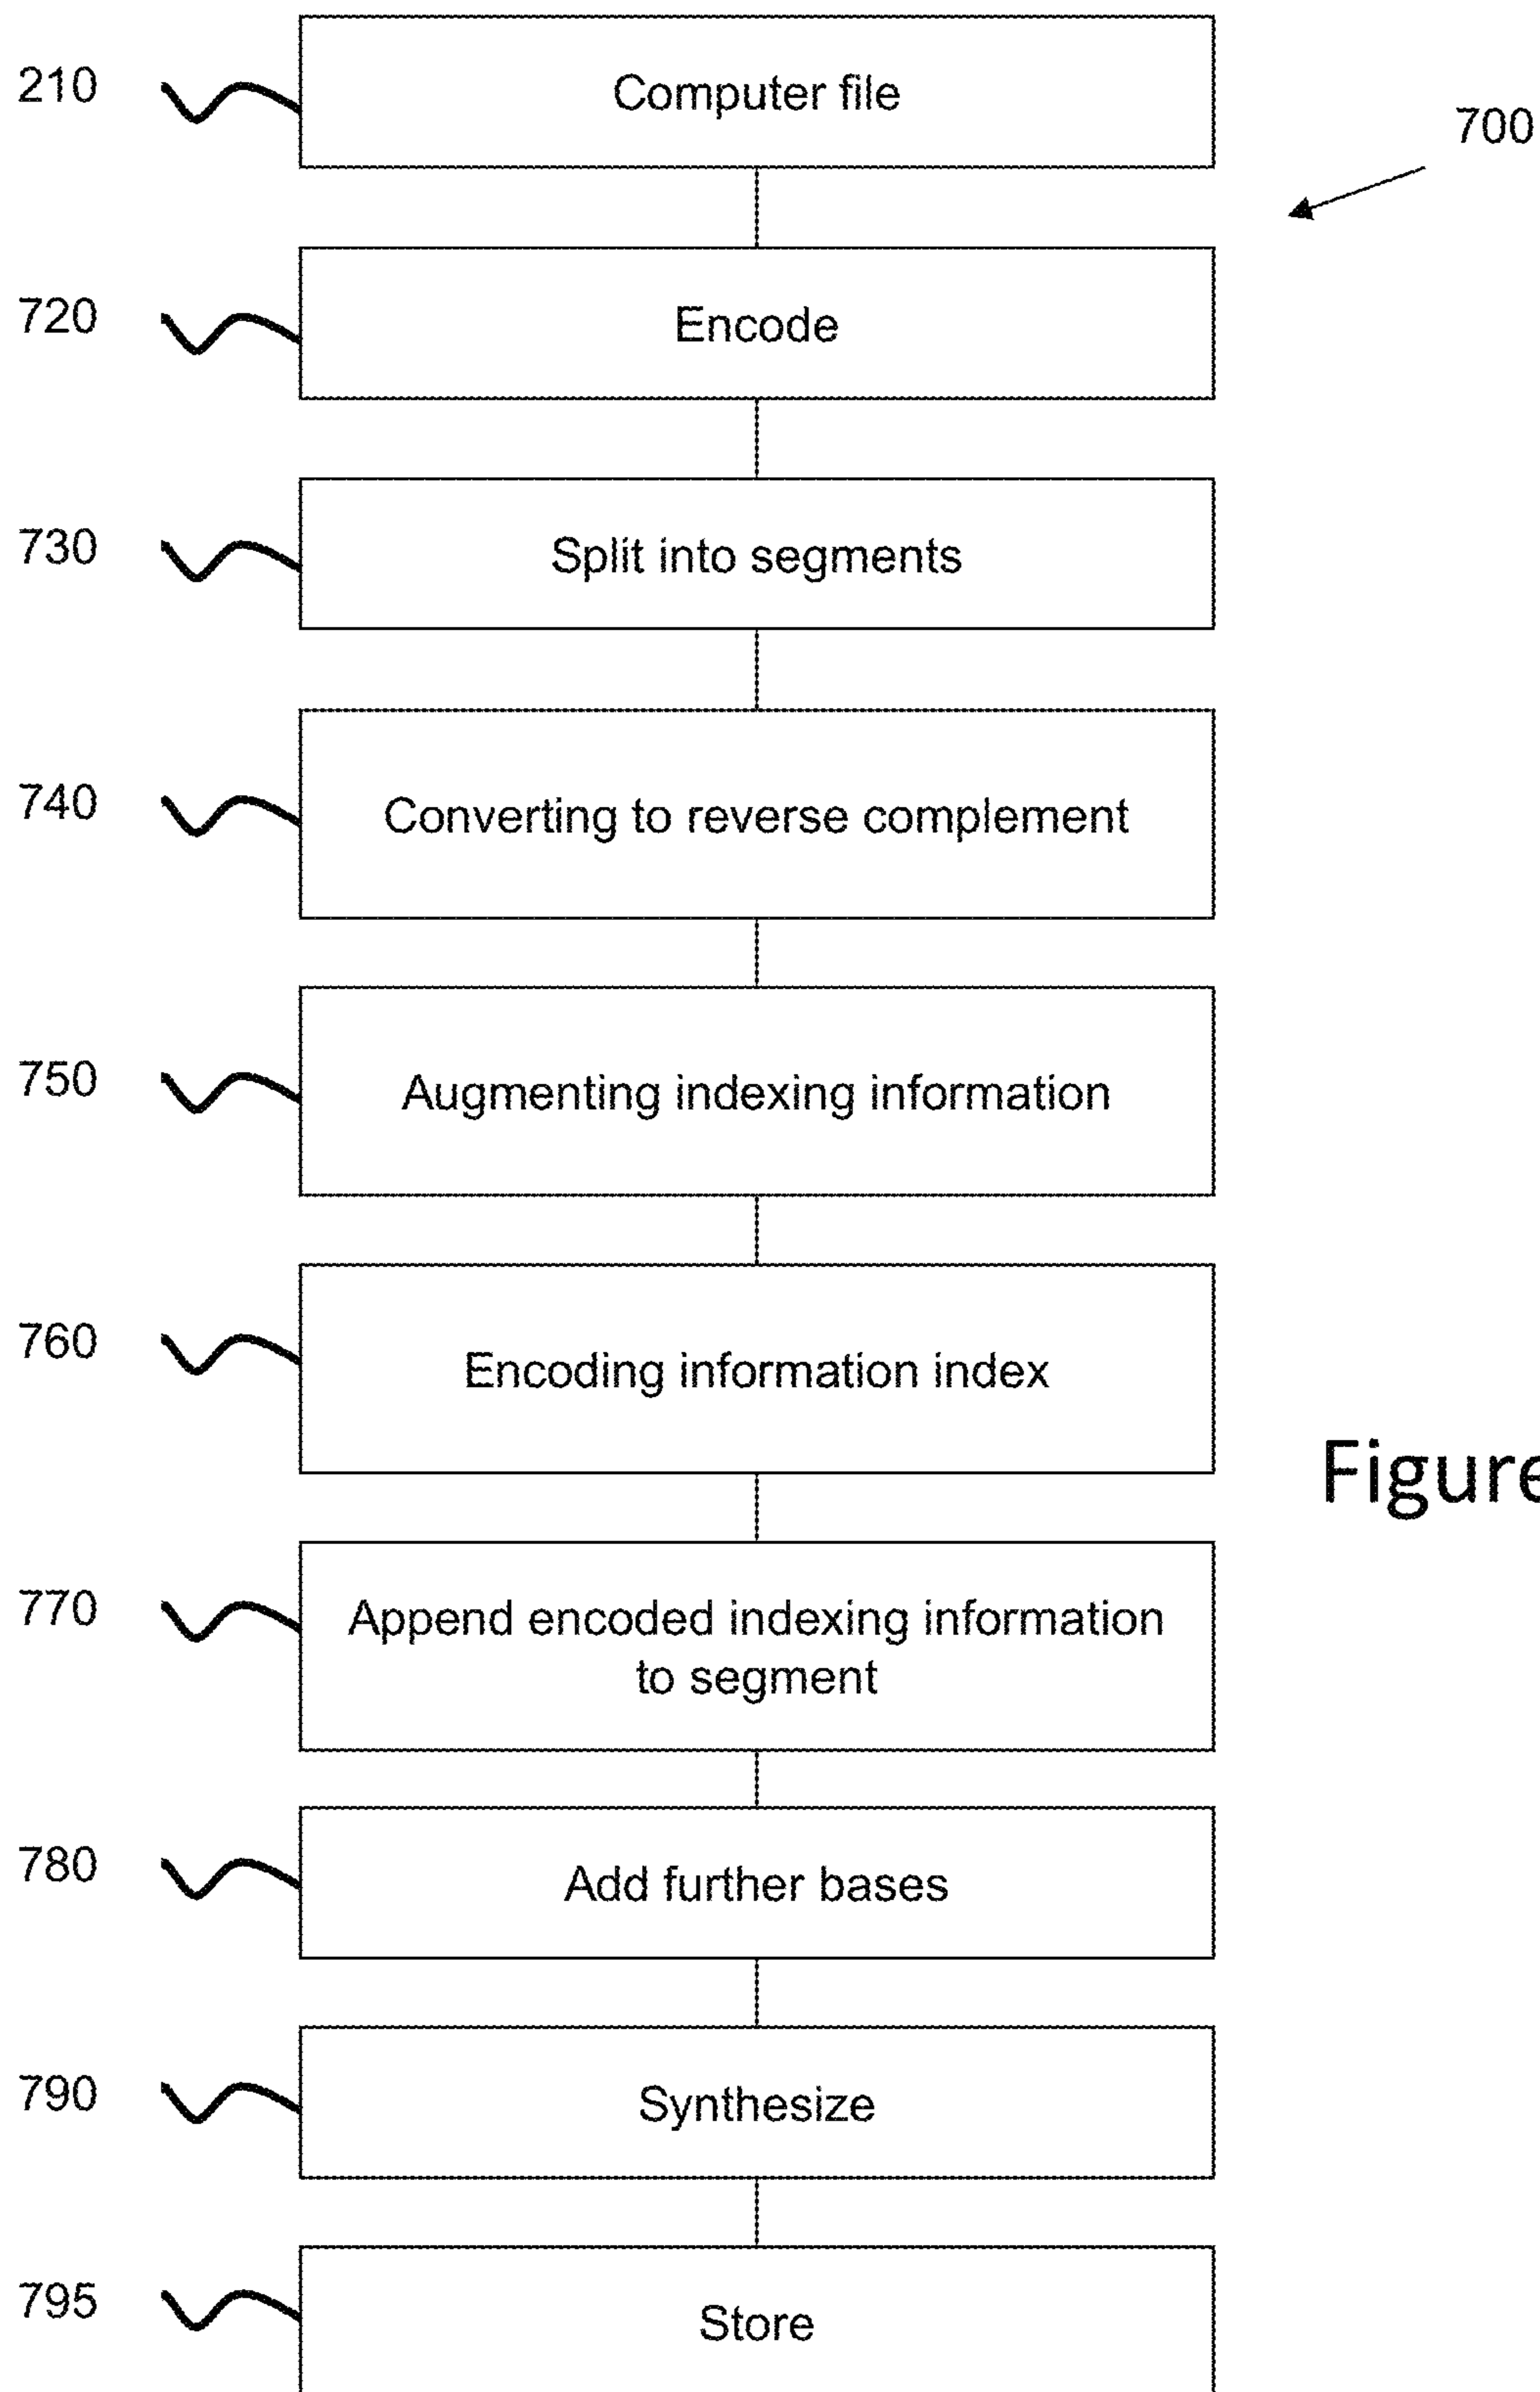 210
Computer file
700
720
Encode
730
Split into segments
740
Converting to reverse complement
750
Augmenting indexing information
760
Encoding information index
Figure
770
Append encoded indexing information
to segment
780
Add further bases
790
Synthesize
795
Store